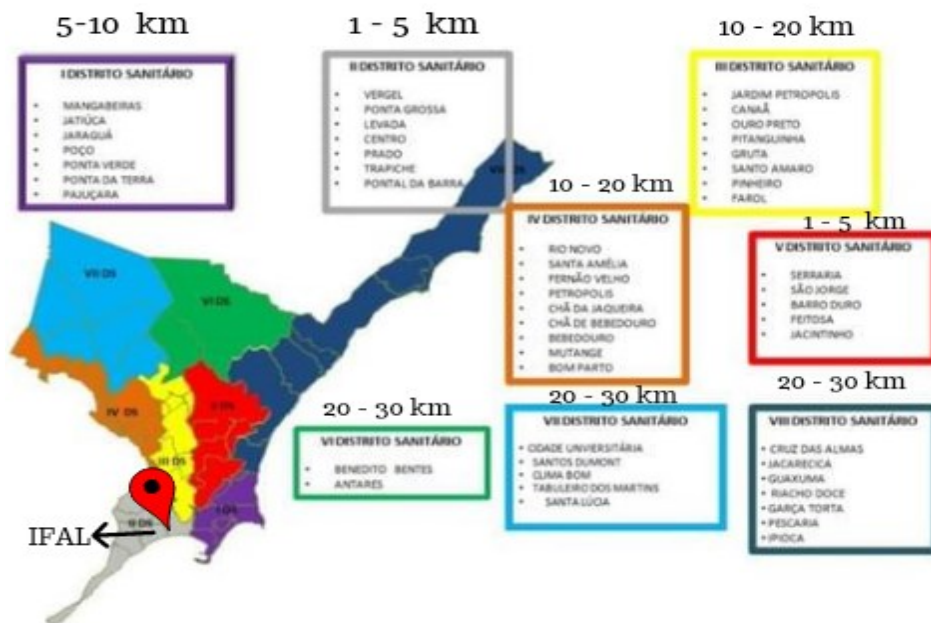 5-10 km
I DISTRITO SANITÁRIO
MANGABEIRAS
JATIÚCA
JARAGUÁ
POÇO
PONTA VERDE
PONTA DA TERRA
PAJUÇARA
1 - 5 km
II DISTRITO SANITÁRIO
VERGEL
PONTA GROSSA
LEVADA
CENTRO
PRADO
TRAPICHE
PONTAL DA BARRA
10 - 20 km
III DISTRITO SANITÁRIO
JARDIM PETROPOLIS
CANAÃ
OURO PRETO
PITANGUINHA
GRUTA
SANTO AMARO
PINHEIRO
FAROL
10 - 20 km
IV DISTRITO SANITÁRIO
RIO NOVO
SANTA AMÉLIA
FERNÃO VELHO
PETROPOLIS
CHÃ DA JAQUEIRA
CHÃ DE BEBEDOURO
BEBEDOURO
MUTANGE
BOM PARTO
1 - 5 km
V DISTRITO SANITÁRIO
SERRARIA
SÃO JORGE
BARRO DURO
FEITOSA
JACINTINHO
20 - 30 km
VI DISTRITO SANITÁRIO
BENEDITO BENTES
ANTARES
20 - 30 km
VII DISTRITO SANITÁRIO
CIDADE UNVIERSITÁRIA
SANTOS DUMONT
CLIMA BOM
TABULEIRO DOS MARTINS
SANTA LÚCIA
20 - 30 km
VIII DISTRITO SANITÁRIO
CRUZ DAS ALMAS
JACARECICA
GUAXUMA
RIACHO DOCE
GARÇA TORTA
PESCARIA
IPIOCA
VII DS
VI DS
IV DS
III DS
II DS
I DS
IFAL